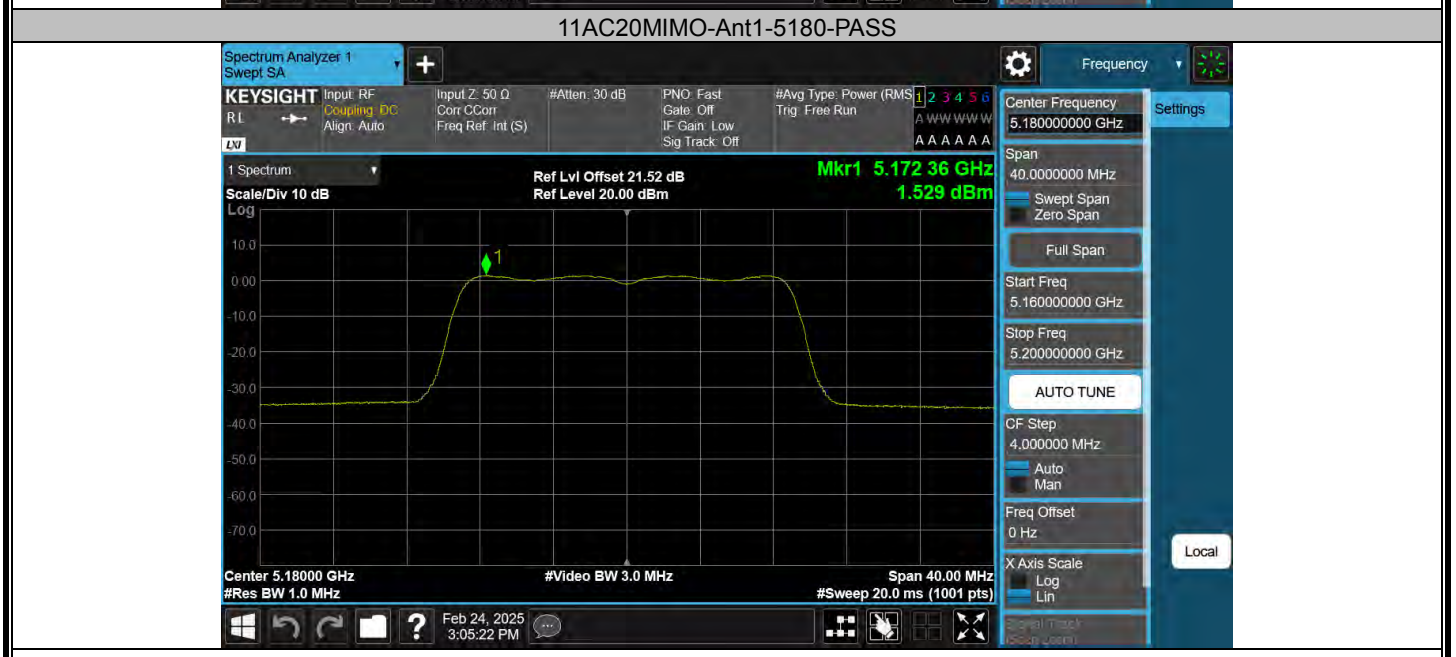 11AC20MIMO-Ant1-5180-PASS
Spectrum Analyzer 1
Swept SA
Frequency
KEYSIGHT
RL
LXI
Input: RF
Coupling: DC
Align: Auto
Input Z: 50 Ω
Corr CCorr
Freq Ref: Int (S)
#Atten: 30 dB
PNO: Fast
Gate: Off
IF Gain: Low
Sig Track: Off
#Avg Type: Power (RMS
Trig: Free Run
1 2 3 4 5 6
A W W W W W
A A A A A A
1 Spectrum
Scale/Div 10 dB
Log
Ref Lvl Offset 21.52 dB
Ref Level 20.00 dBm
Mkr1 5.172 36 GHz
1.529 dBm
1
10.0
0.00
-10.0
-20.0
-30.0
-40.0
-50.0
-60.0
-70.0
Center 5.18000 GHz
#Res BW 1.0 MHz
#Video BW 3.0 MHz
Span 40.00 MHz
#Sweep 20.0 ms (1001 pts)
?
Feb 24, 2025
3:05:22 PM
Center Frequency
5.180000000 GHz
Settings
Span
40.0000000 MHz
Swept Span
Zero Span
Full Span
Start Freq
5.160000000 GHz
Stop Freq
5.200000000 GHz
AUTO TUNE
CF Step
4.000000 MHz
Auto
Man
Freq Offset
0 Hz
X Axis Scale
Log
Lin
Local
Signal Track